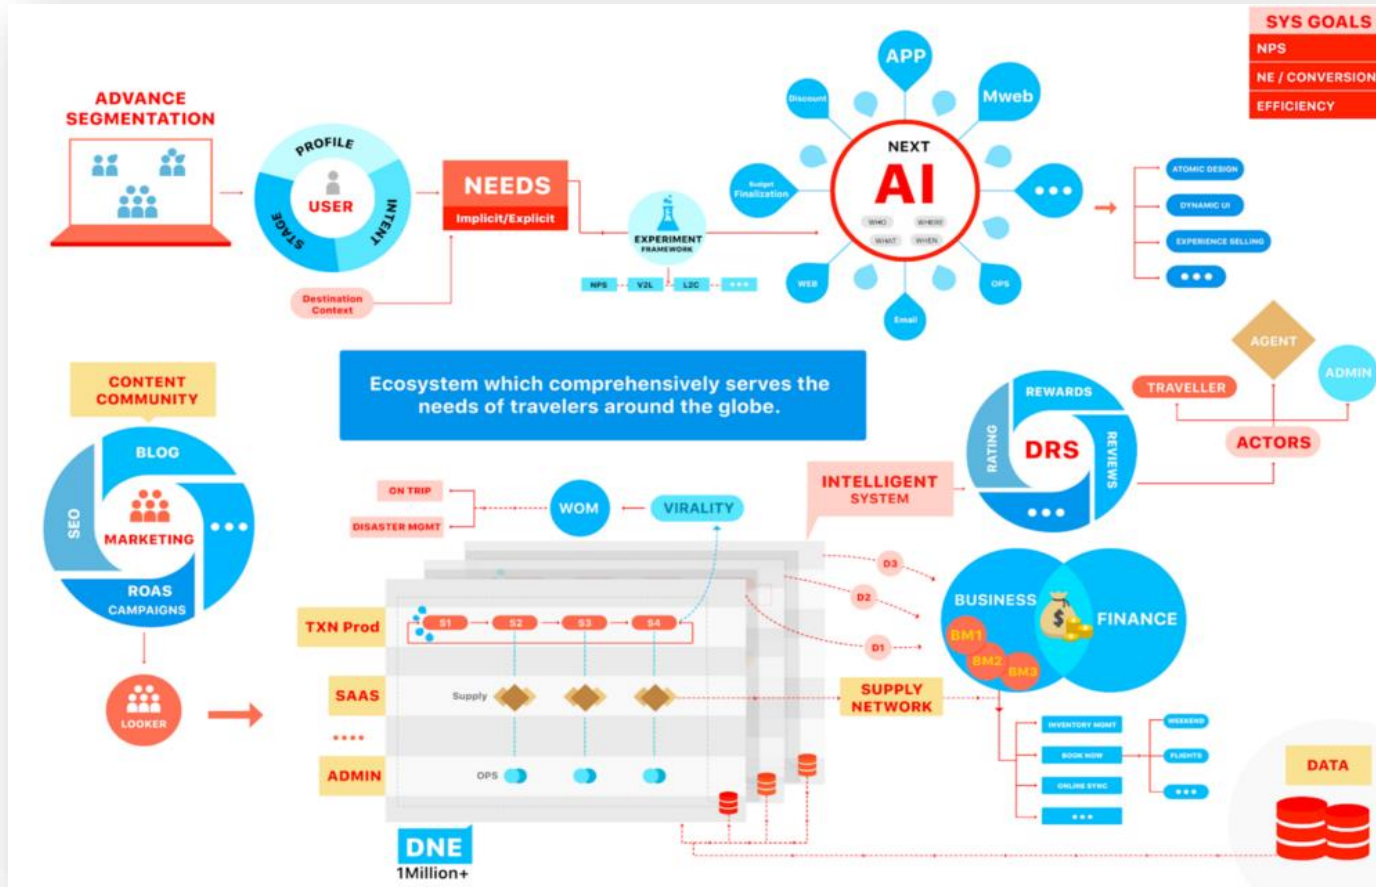 SYS GOALS
NPS
NE / CONVERSION
EFFICIENCY
ADVANCE
SEGMENTATION
PROFILE
INTENT
STAGE
USER
NEEDS
Implicit/Explicit
Destination
Context
EXPERIMENT
FRAMEWORK
NPS
V2L
L2C
APP
Mweb
OPS
Email
WEB
Budget
Finalization
Discount
NEXT
AI
WHO
WHERE
WHAT
WHEN
ATOMIC DESIGN
DYNAMIC UI
EXPERIENCE SELLING
Ecosystem which comprehensively serves the
needs of travelers around the globe.
CONTENT
COMMUNITY
BLOG
SEO
MARKETING
ROAS
CAMPAIGNS
LOOKER
ON TRIP
DISASTER MGMT
WOM
VIRALITY
INTELLIGENT
SYSTEM
REWARDS
RATING
REVIEWS
DRS
ACTORS
TRAVELLER
AGENT
ADMIN
TXN Prod
S1
S2
S3
S4
SAAS
Supply
ADMIN
OPS
DNE
1Million+
D3
D2
D1
BUSINESS
FINANCE
$
BM1
BM2
BM3
SUPPLY
NETWORK
INVENTORY MGMT
BOOK NOW
ONLINE SYNC
WEEKEND
FLIGHTS
DATA